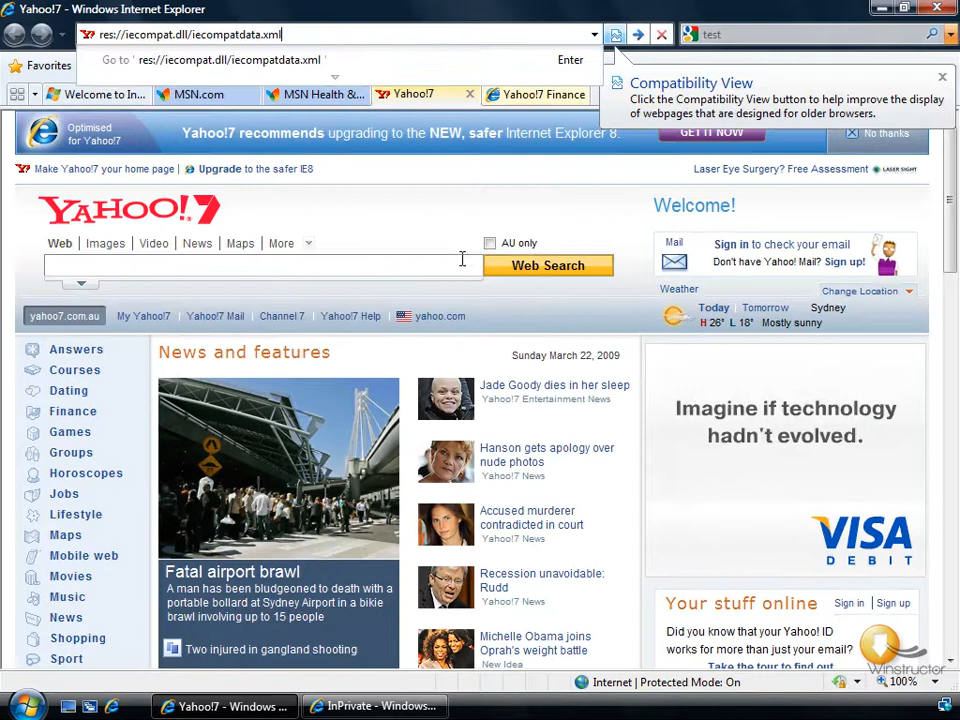 Yahoo!7 - Windows Internet Explorer
res://iecompat.dll/iecompatdata.xml
test
Go to ' res://iecompat.dll/iecompatdata.xml '
Enter
Favorites
Compatibility View
Click the Compatibility View button to help improve the display
of webpages that are designed for older browsers.
Welcome to In...
MSN.com
MSN Health &...
Yahoo!7
Yahoo!7 Finance
Optimised
for Yahoo!7
Yahoo!7 recommends upgrading to the NEW, safer Internet Explorer 8.
GET IT NOW
No thanks
Make Yahoo!7 your home page
Upgrade to the safer IE8
Laser Eye Surgery? Free Assessment
LASER SIGHT
YAHOO!7
Welcome!
Web | Images | Video | News | Maps | More
AU only
Web Search
Mail
Sign in to check your email
Don't have Yahoo! Mail? Sign up!
Weather
Change Location
Today
Tomorrow
Sydney
H 26° L 18° Mostly sunny
yahoo7.com.au
My Yahoo!7
Yahoo!7 Mail
Channel 7
Yahoo!7 Help
yahoo.com
Answers
Courses
Dating
Finance
Games
Groups
Horoscopes
Jobs
Lifestyle
Maps
Mobile web
Movies
Music
News
Shopping
Sport
News and features
Sunday March 22, 2009
Fatal airport brawl
A man has been bludgeoned to death with a
portable bollard at Sydney Airport in a bikie
brawl involving up to 15 people
Two injured in gangland shooting
Jade Goody dies in her sleep
Yahoo!7 Entertainment News
Hanson gets apology over
nude photos
Yahoo!7 News
Accused murderer
contradicted in court
Yahoo!7 News
Recession unavoidable:
Rudd
Yahoo!7 News
Michelle Obama joins
Oprah's weight battle
New Idea
Imagine if technology
hadn't evolved.
VISA
DEBIT
Your stuff online
Sign in | Sign up
Did you know that your Yahoo! ID
works for more than just your email?
Take the tour to find out
Winstructor
Internet | Protected Mode: On
100%
Yahoo!7 - Windows ...
InPrivate - Windows...